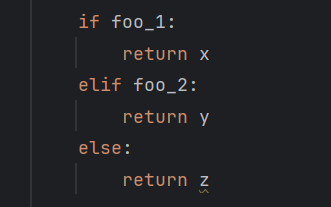 if foo_1:
    return x
elif foo_2:
    return y
else:
    return z